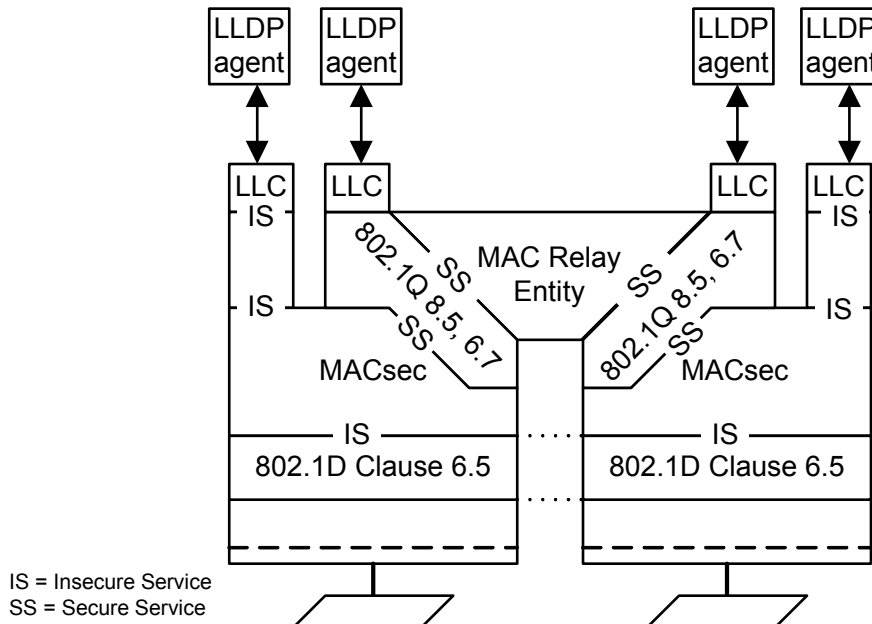 LLDP agent
LLDP agent
LLDP agent
LLDP agent
LLC
LLC
LLC
LLC
IS
IS
802.1Q 8.5, 6.7
SS
MAC Relay Entity
SS
802.1Q 8.5, 6.7
IS
SS
SS
IS
MACsec
MACsec
IS
IS
802.1D Clause 6.5
802.1D Clause 6.5
IS = Insecure Service
SS = Secure Service